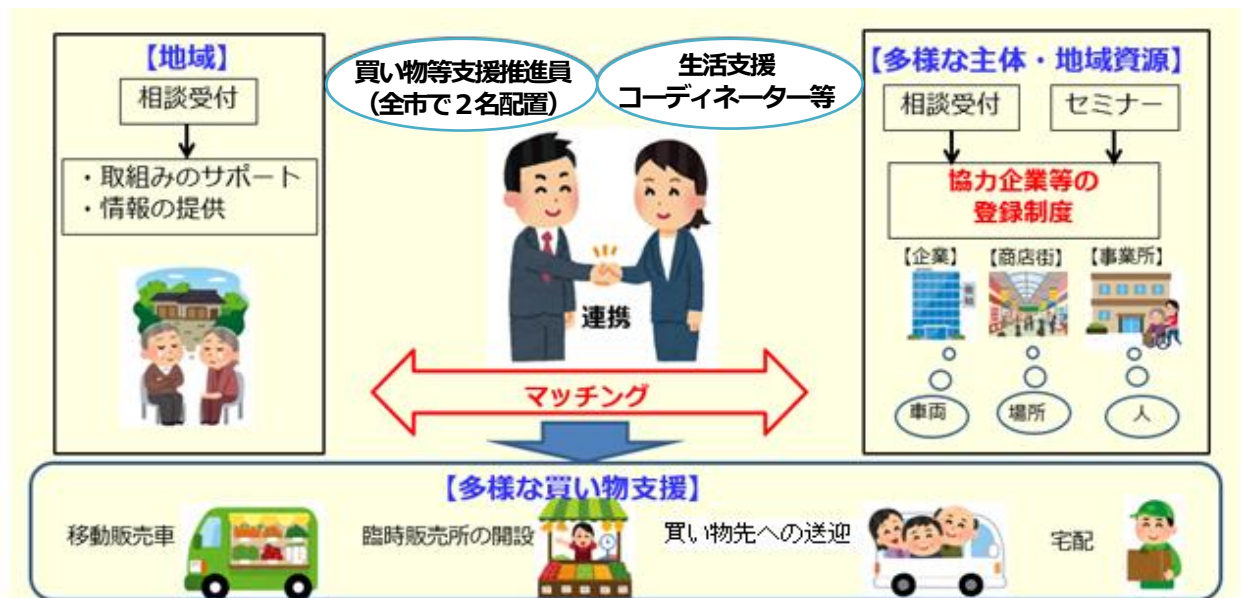 【地域】
相談受付
・取組みのサポート
・情報の提供
買い物等支援推進員
(全市で２名配置)
生活支援
コーディネーター等
連携
マッチング
【多様な主体・地域資源】
相談受付
セミナー
協力企業等の
登録制度
【企業】
【商店街】
【事業所】
車両
場所
人
【多様な買い物支援】
移動販売車
臨時販売所の開設
買い物先への送迎
宅配